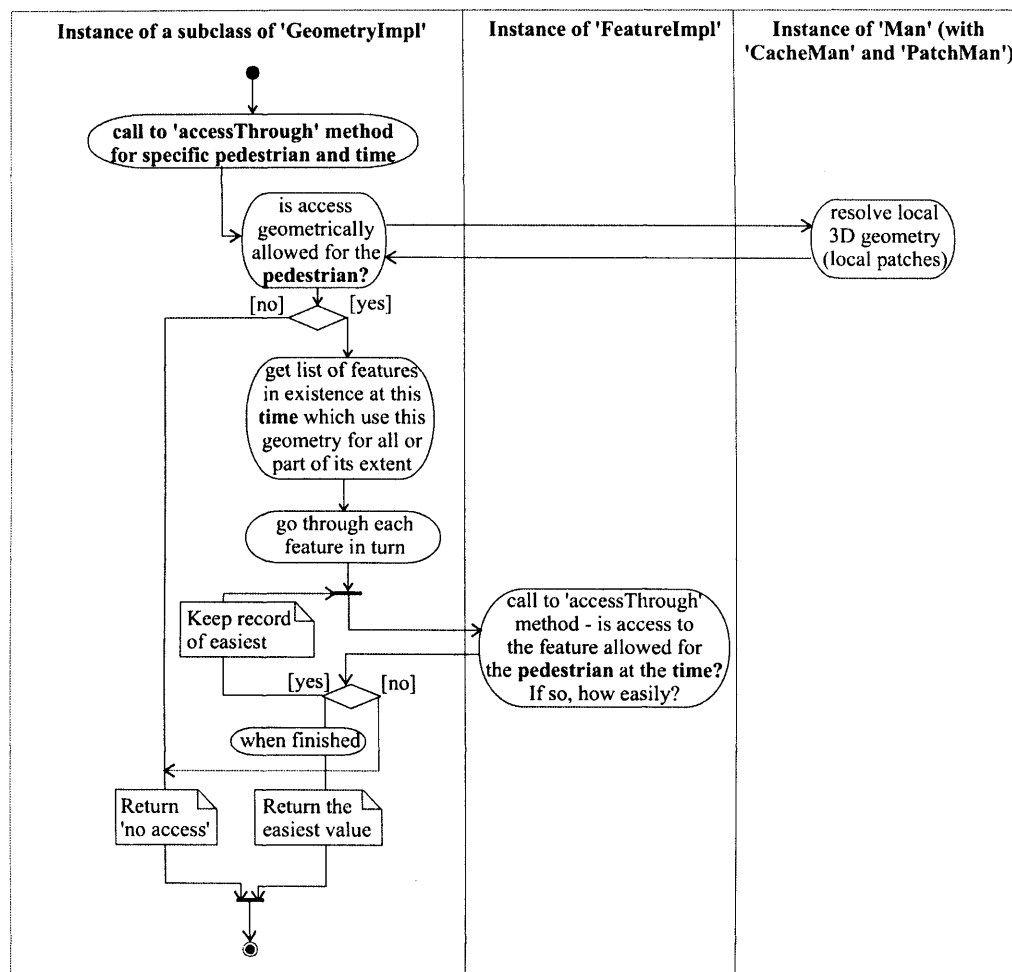 Instance of a subclass of 'GeometryImpl'
Instance of 'FeatureImpl'
Instance of 'Man' (with
'CacheMan' and 'PatchMan')
call to 'accessThrough' method
for specific pedestrian and time
is access
geometrically
allowed for the
pedestrian?
resolve local
3D geometry
(local patches)
[no]
[yes]
get list of features
in existence at this
time which use this
geometry for all or
part of its extent
go through each
feature in turn
Keep record
of easiest
call to 'accessThrough'
method - is access to
the feature allowed for
the pedestrian at the time?
If so, how easily?
[yes]
[no]
when finished
Return
'no access'
Return the
easiest value